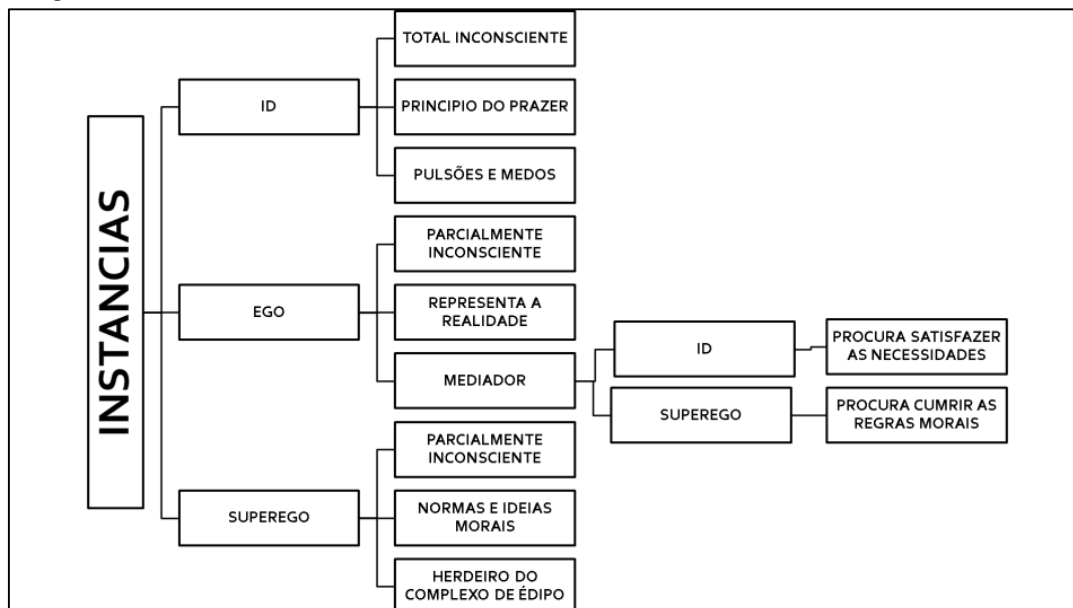 INSTANCIAS
ID
TOTAL INCONSCIENTE
PRINCIPIO DO PRAZER
PULSÕES E MEDOS
EGO
PARCIALMENTE
INCONSCIENTE
REPRESENTA A
REALIDADE
MEDIADOR
ID
PROCURA SATISFAZER
AS NECESSIDADES
SUPEREGO
PROCURA CUMRIR AS
REGRAS MORAIS
SUPEREGO
PARCIALMENTE
INCONSCIENTE
NORMAS E IDEIAS
MORAIS
HERDEIRO DO
COMPLEXO DE ÉDIPO